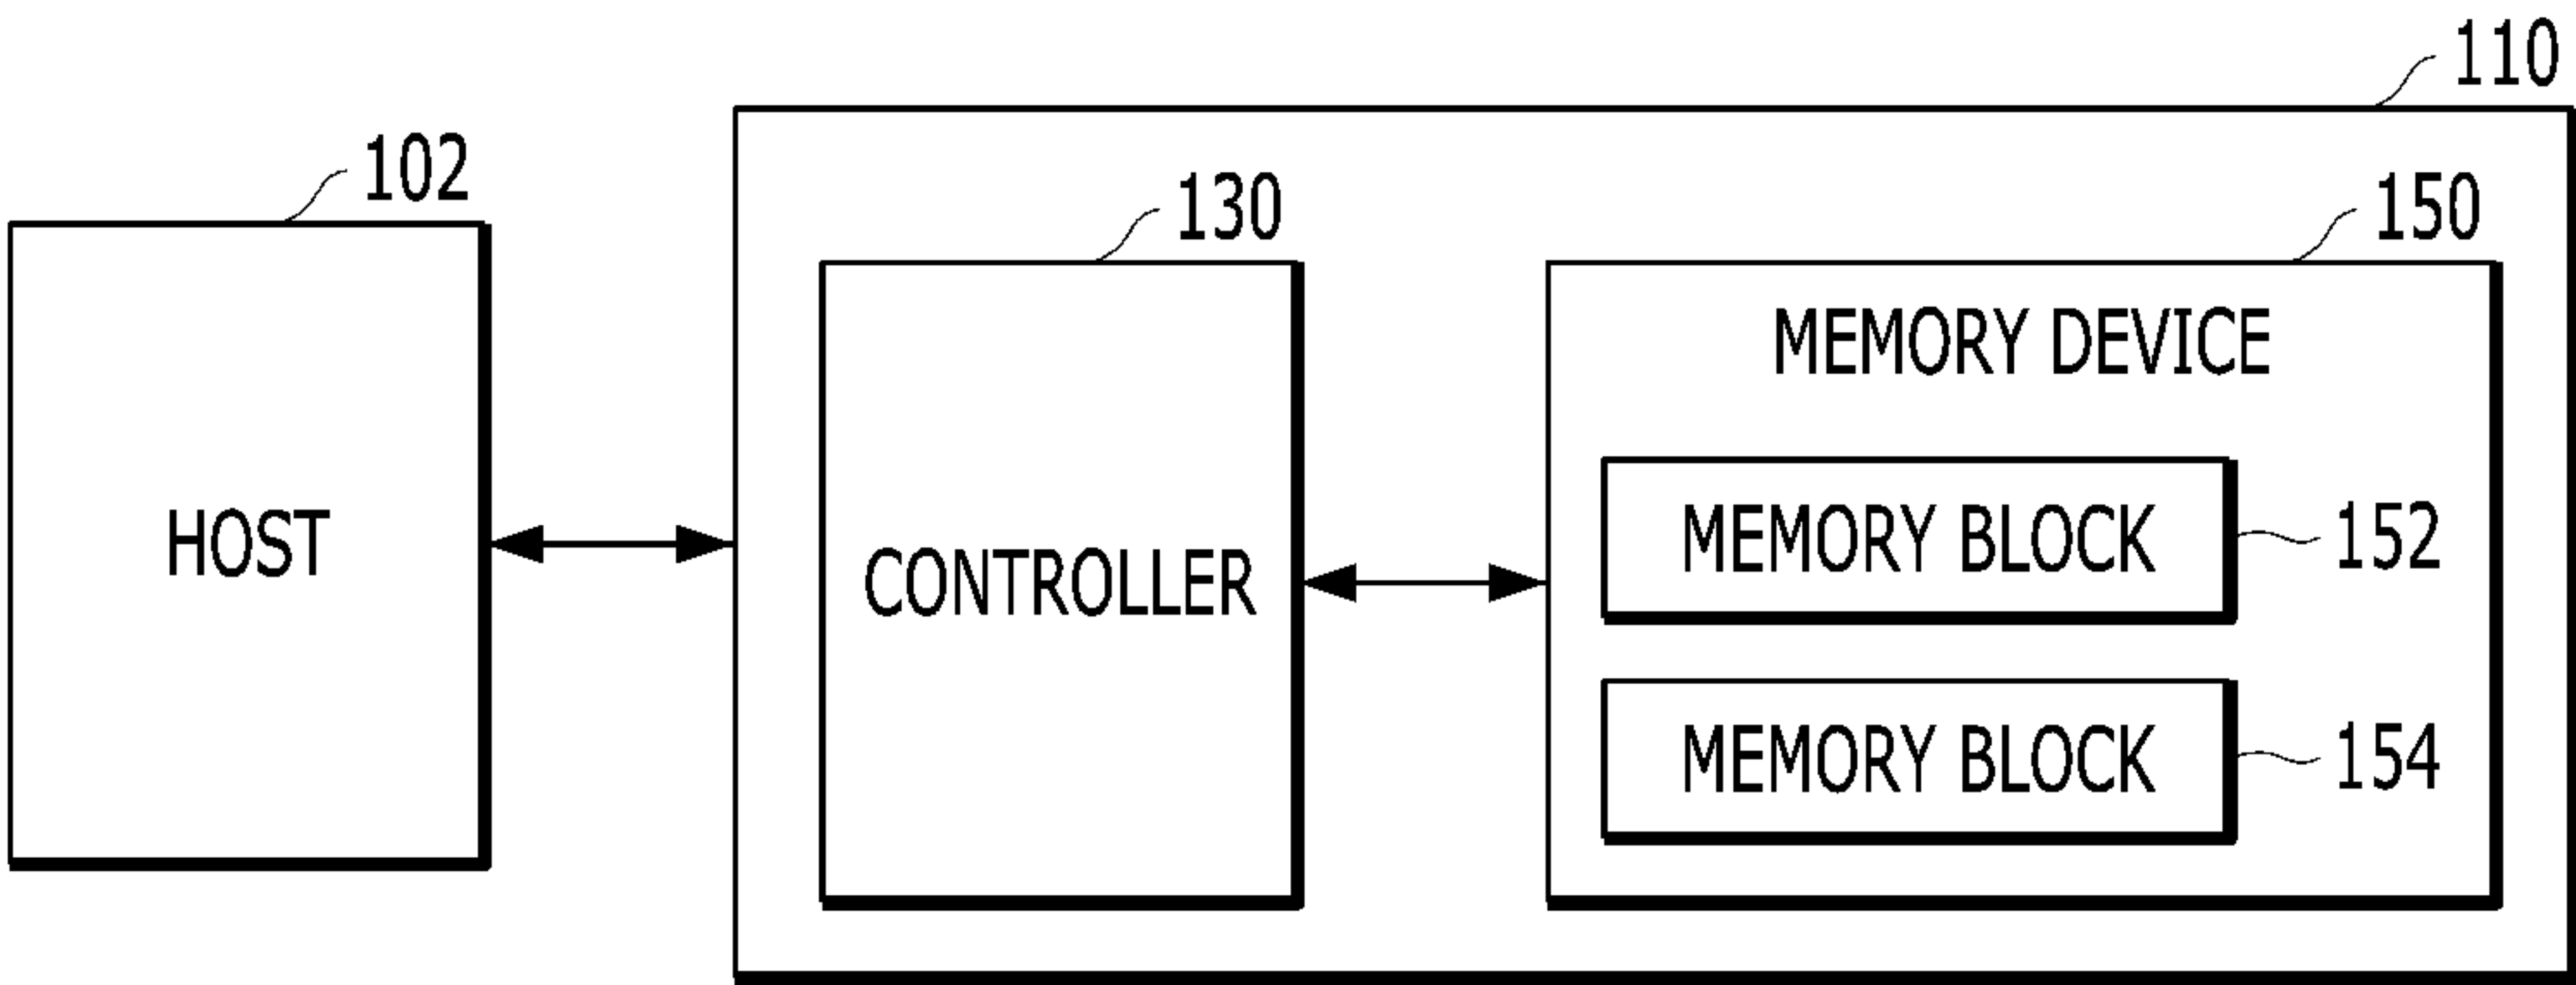 110
102
130
150
MEMORY DEVICE
HOST
CONTROLLER
MEMORY BLOCK
152
MEMORY BLOCK
154